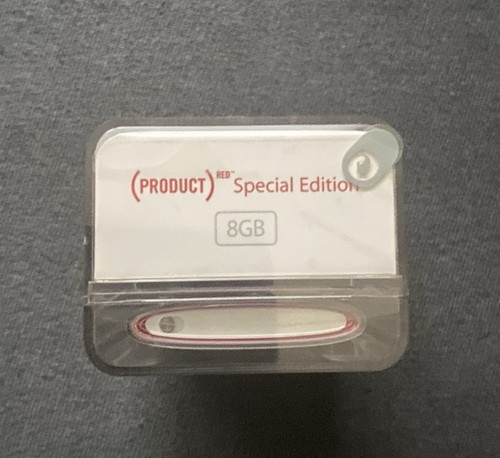 (PRODUCT) RED™ Special Edition
8GB